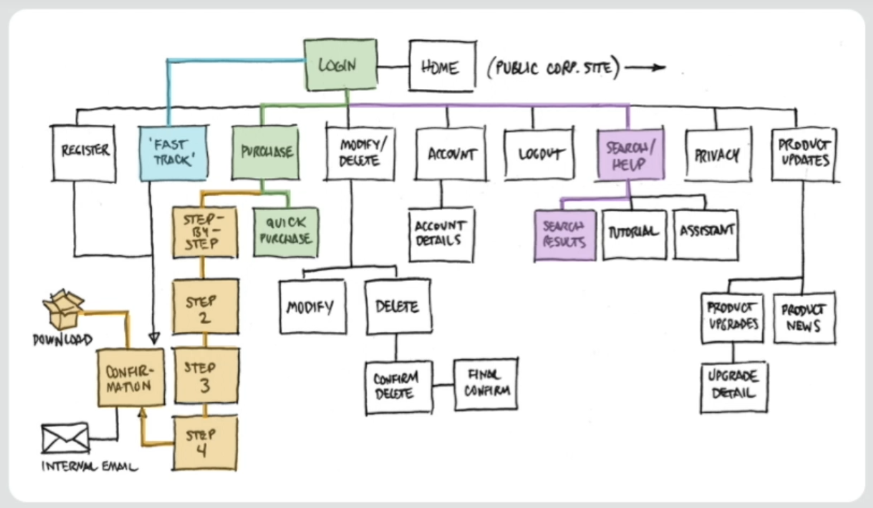 LOGIN
HOME
(PUBLIC CORP. SITE)
REGISTER
'FAST
TRACK'
PURCHASE
MODIFY/
DELETE
ACCOUNT
LOGOUT
SEARCH/
HELP
PRIVACY
PRODUCT
UPDATES
STEP-
BY-
STEP
QUICK
PURCHASE
ACCOUNT
DETAILS
SEARCH
RESULTS
TUTORIAL
ASSISTANT
STEP
2
MODIFY
DELETE
PRODUCT
UPGRADES
PRODUCT
NEWS
DOWNLOAD
CONFIR-
MATION
STEP
3
CONFIRM
DELETE
FINAL
CONFIRM
UPGRADE
DETAIL
STEP
4
INTERNAL EMAIL